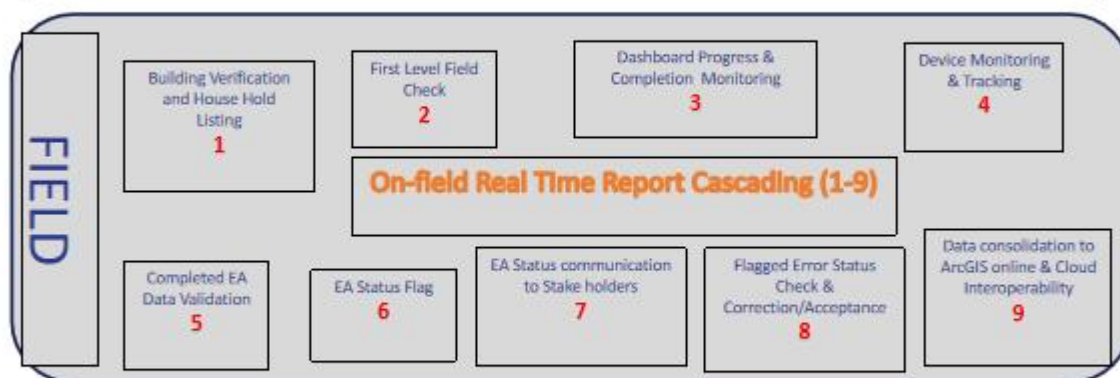 FIELD
Building Verification
and House Hold
Listing
1
First Level Field
Check
2
Dashboard Progress &
Completion Monitoring
3
Device Monitoring
& Tracking
4
On-field Real Time Report Cascading (1-9)
Completed EA
Data Validation
5
EA Status Flag
6
EA Status communication
to Stake holders
7
Flagged Error Status
Check &
Correction/Acceptance
8
Data consolidation to
ArcGIS online & Cloud
Interoperability
9